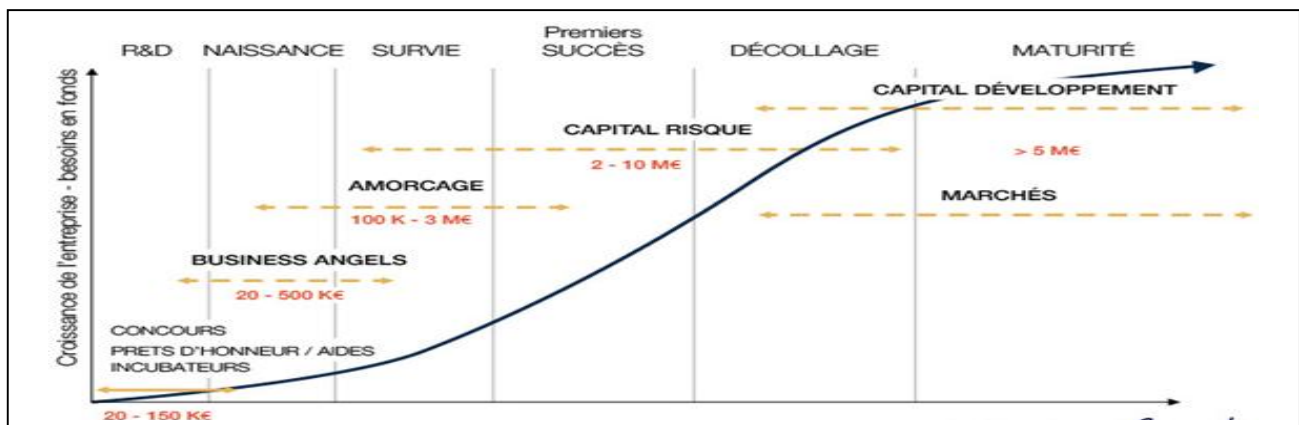 R&D NAISSANCE SURVIE Premiers SUCCÈS DÉCOLLAGE MATURITÉ
Croissance de l'entreprise - besoins en fonds
CAPITAL DÉVELOPPEMENT
CAPITAL RISQUE
2 - 10 M€
> 5 M€
AMORCAGE
100 K - 3 M€
MARCHÉS
BUSINESS ANGELS
20 - 500 K€
CONCOURS
PRETS D'HONNEUR / AIDES
INCUBATEURS
20 - 150 K€